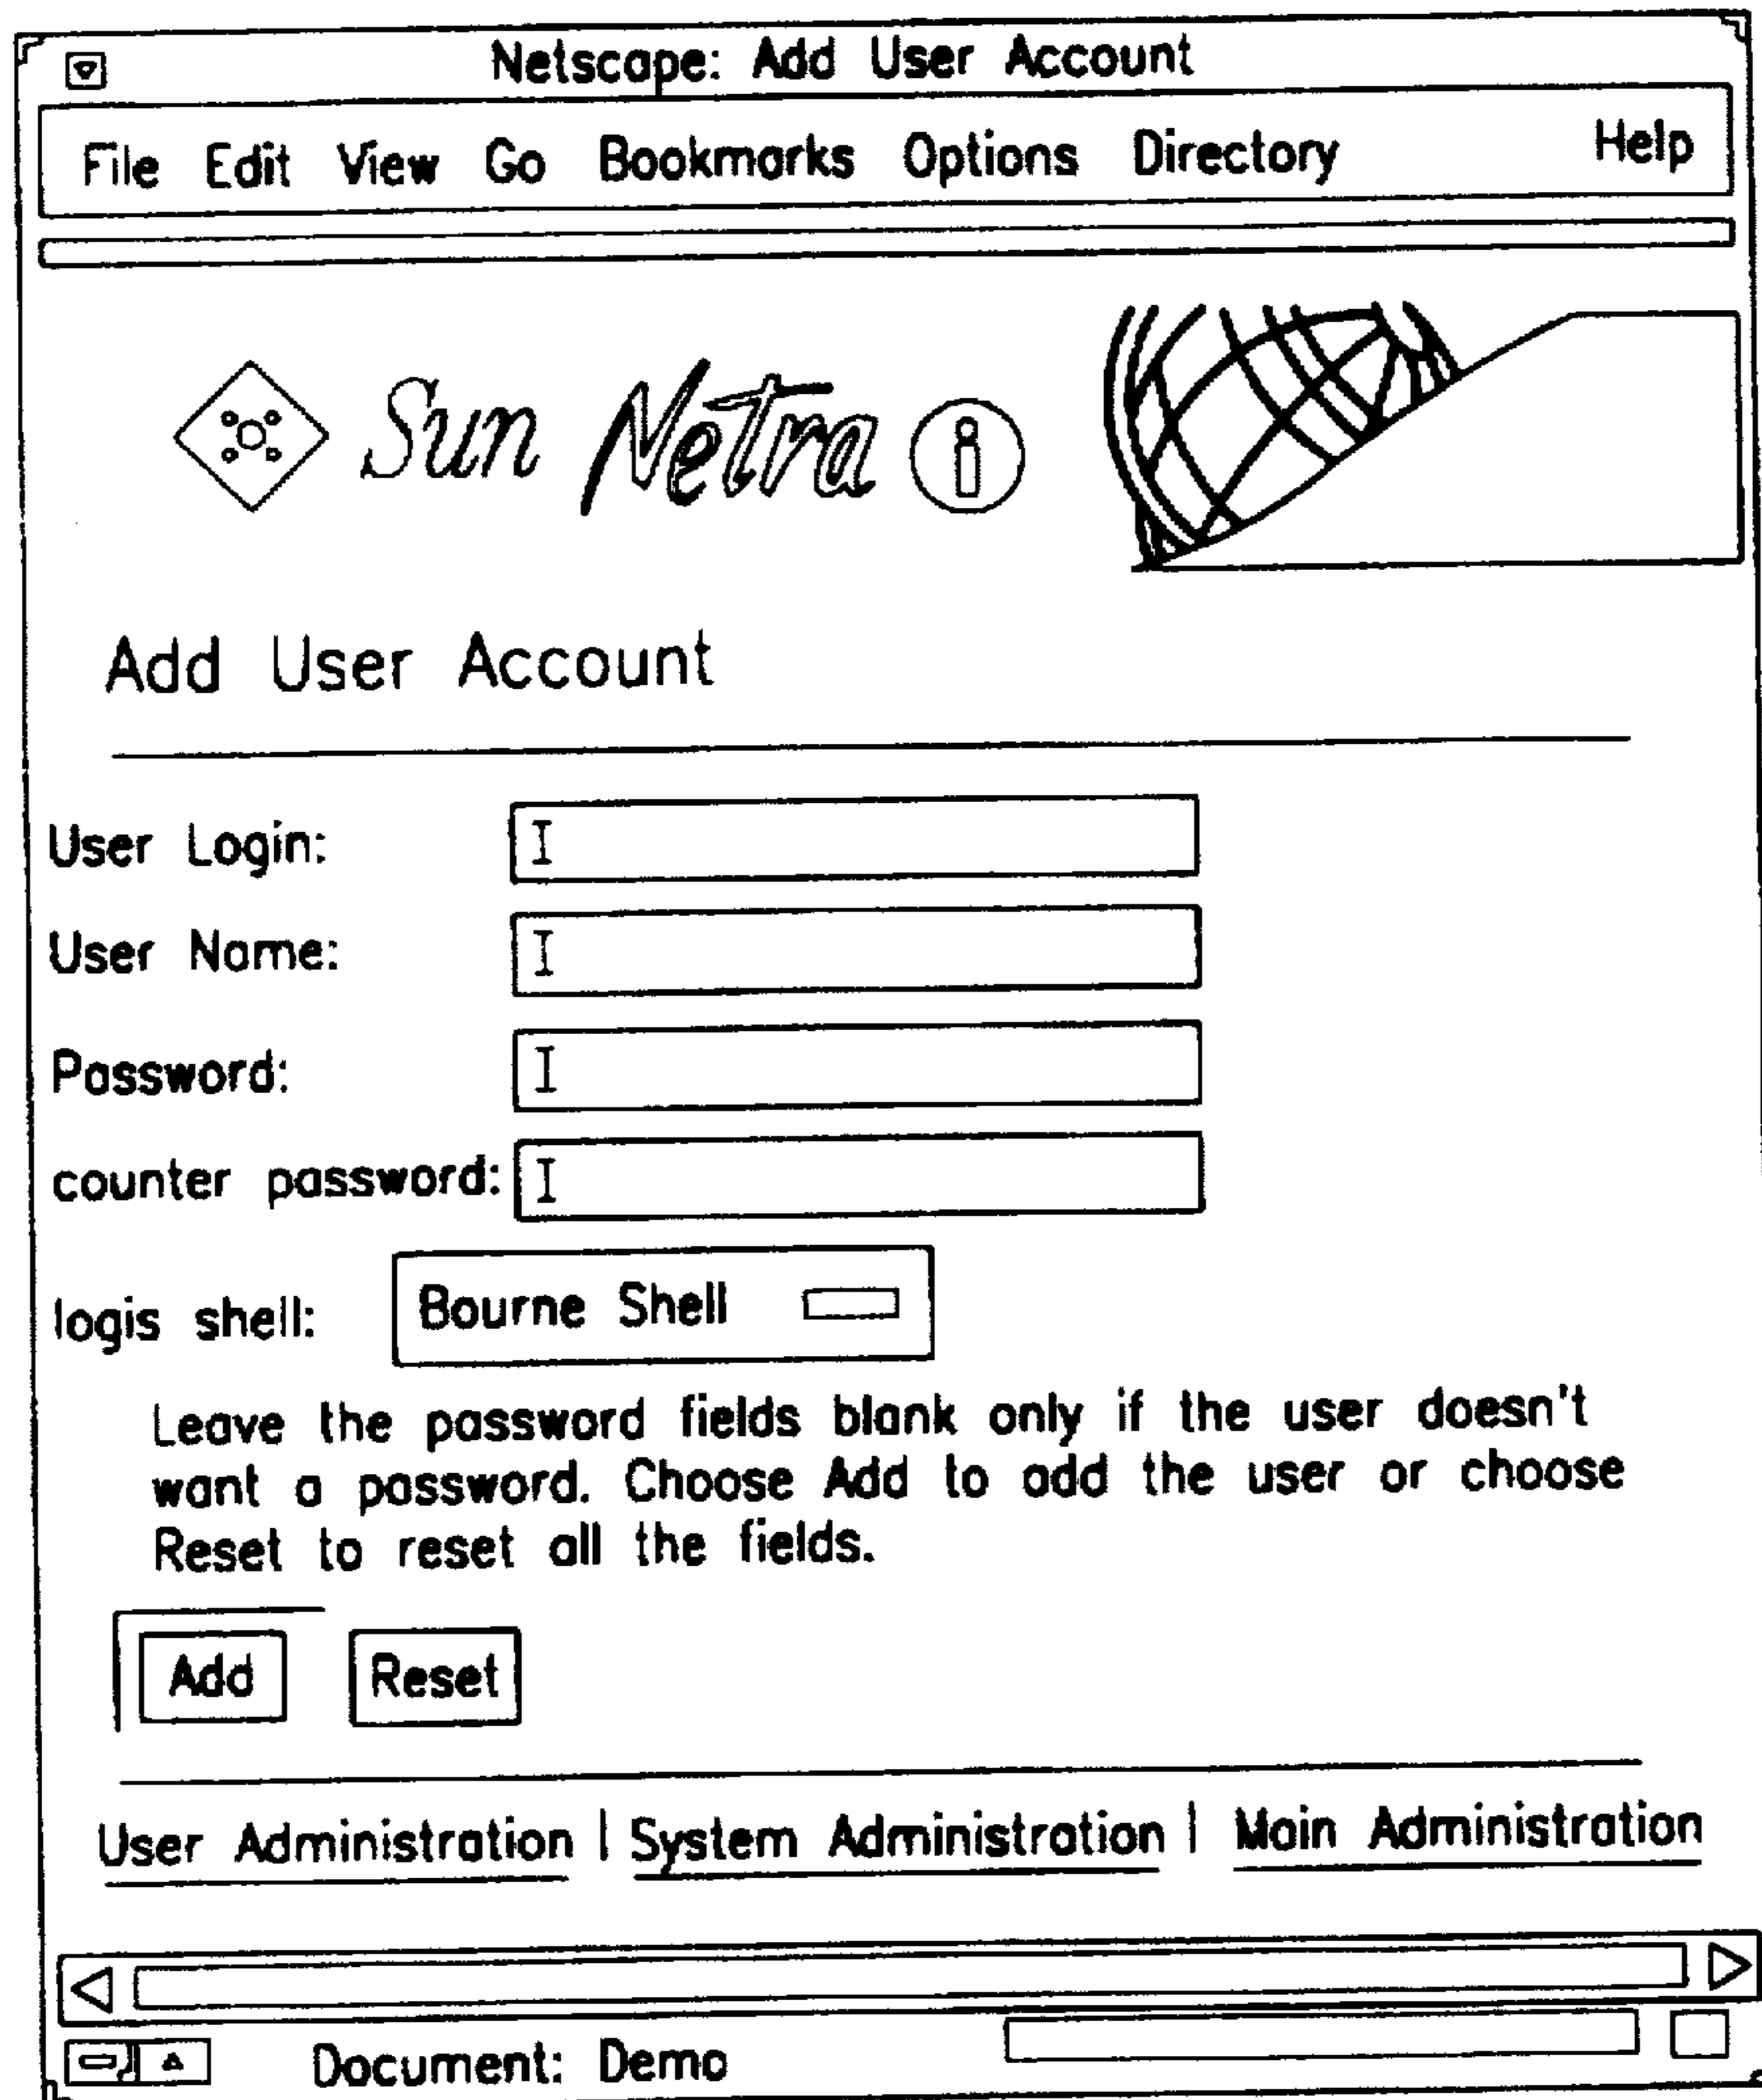 Netscape: Add User Account
File Edit View Go Bookmarks Options Directory Help
Sun Netra i
Add User Account
User Login:
User Name:
Password:
counter password:
logis shell: Bourne Shell
Leave the password fields blank only if the user doesn't
want a password. Choose Add to add the user or choose
Reset to reset all the fields.
Add Reset
User Administration | System Administration | Main Administration
Document: Demo